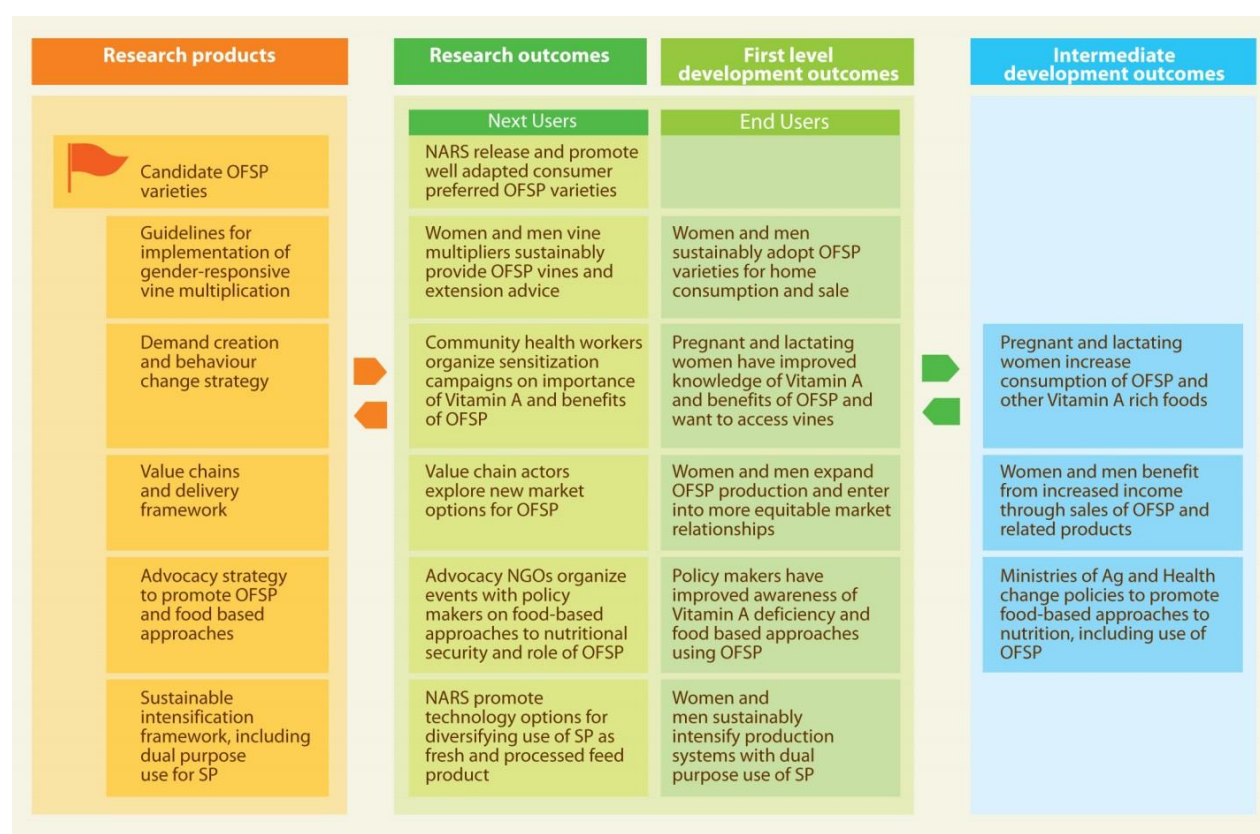 Research products
Research outcomes
First level
development outcomes
Intermediate
development outcomes
Next Users
End Users
Candidate OFSP
varieties
NARS release and promote
well adapted consumer
preferred OFSP varieties
Guidelines for
implementation of
gender-responsive
vine multiplication
Women and men vine
multipliers sustainably
provide OFSP vines and
extension advice
Women and men
sustainably adopt OFSP
varieties for home
consumption and sale
Demand creation
and behaviour
change strategy
Community health workers
organize sensitization
campaigns on importance
of Vitamin A and benefits
of OFSP
Pregnant and lactating
women have improved
knowledge of Vitamin A
and benefits of OFSP and
want to access vines
Pregnant and lactating
women increase
consumption of OFSP and
other Vitamin A rich foods
Value chains
and delivery
framework
Value chain actors
explore new market
options for OFSP
Women and men expand
OFSP production and enter
into more equitable market
relationships
Women and men benefit
from increased income
through sales of OFSP and
related products
Advocacy strategy
to promote OFSP
and food based
approaches
Advocacy NGOs organize
events with policy
makers on food-based
approaches to nutritional
security and role of OFSP
Policy makers have
improved awareness of
Vitamin A deficiency and
food based approaches
using OFSP
Ministries of Ag and Health
change policies to promote
food-based approaches to
nutrition, including use of
OFSP
Sustainable
intensification
framework, including
dual purpose
use for SP
NARS promote
technology options for
diversifying use of SP as
fresh and processed feed
product
Women and
men sustainably
intensify production
systems with dual
purpose use of SP